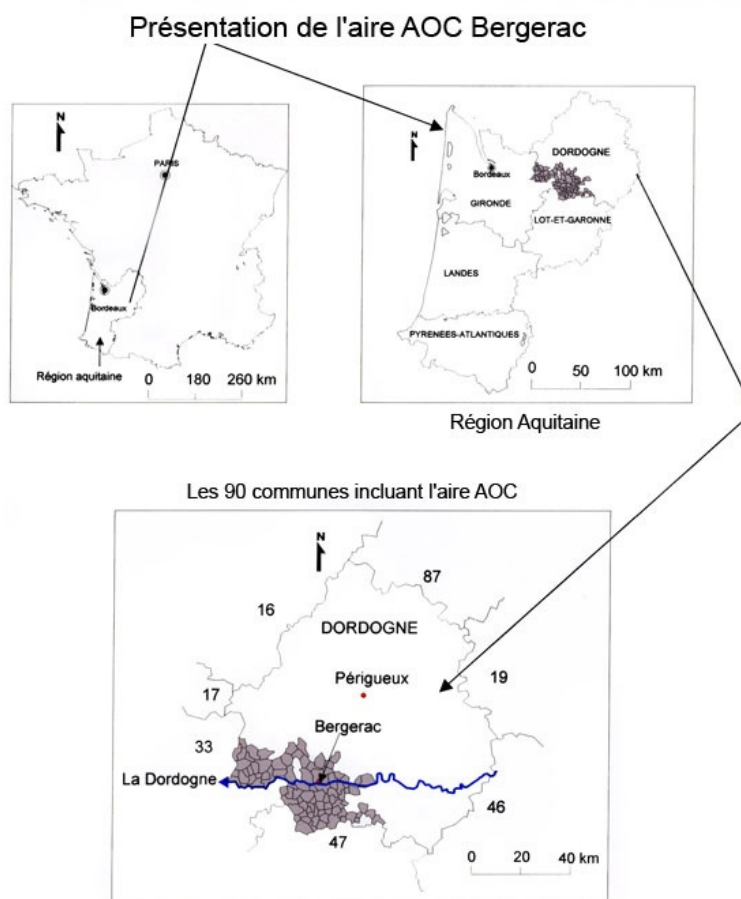 Présentation de l'aire AOC Bergerac
N
PARIS
Bordeaux
Région aquitaine
0 180 260 km
N
DORDOGNE
Bordeaux
GIRONDE
LOT-ET-GARONNE
LANDES
PYRENEES-ATLANTIQUES
0 50 100 km
Région Aquitaine
Les 90 communes incluant l'aire AOC
N
87
16
DORDOGNE
Périgueux
19
17
Bergerac
33
La Dordogne
46
47
0 20 40 km